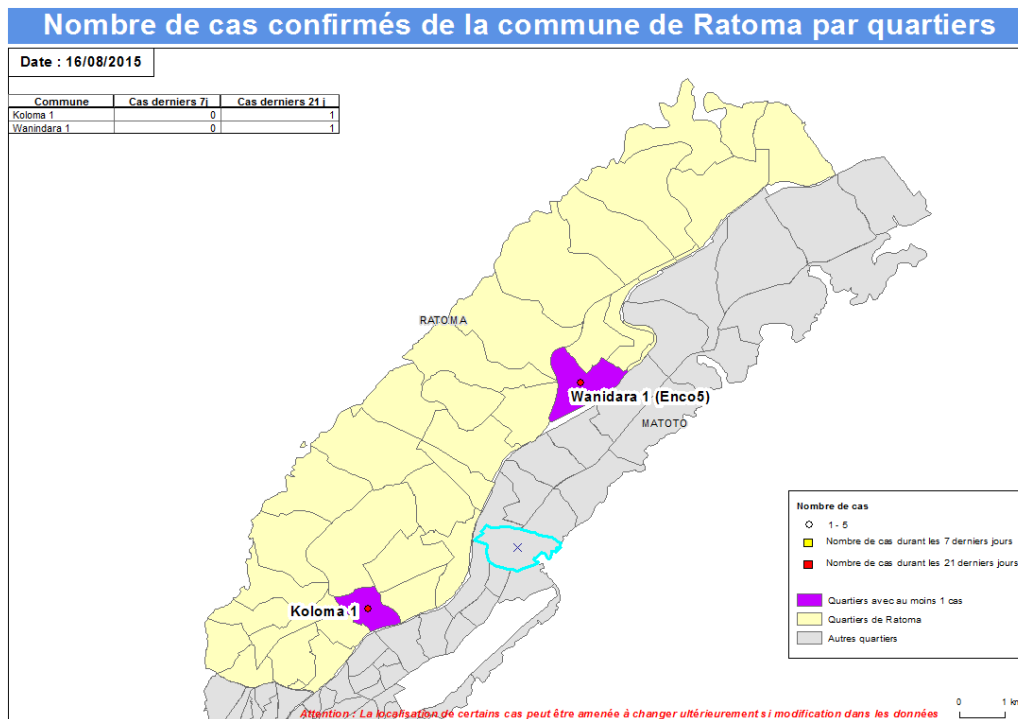 Nombre de cas confirmés de la commune de Ratoma par quartiers
Date : 16/08/2015
Commune Cas derniers 7j Cas derniers 21 j
Koloma 1 0 1
Wanindara 1 0 1
RATOMA
Wanidara 1 (Enco5)
MATOTO
Koloma 1
Nombre de cas
1 - 5
Nombre de cas durant les 7 derniers jours
Nombre de cas durant les 21 derniers jours
Quartiers avec au moins 1 cas
Quartiers de Ratoma
Autres quartiers
0 1 km
Attention : La localisation de certains cas peut être amenée à changer ultérieurement si modification dans les données